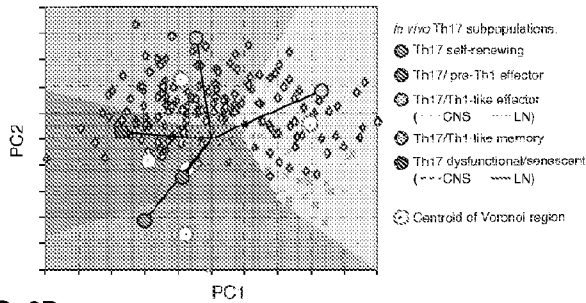 in vivo Th17 subpopulations:
Th17 self-renewing
Th17/ pre-Th1 effector
Th17/Th1-like effector
( CNS LN)
Th17/Th1-like memory
Th17 dysfunctional/senescent
( CNS LN)
Centroid of Voronoi region
PC2
PC1